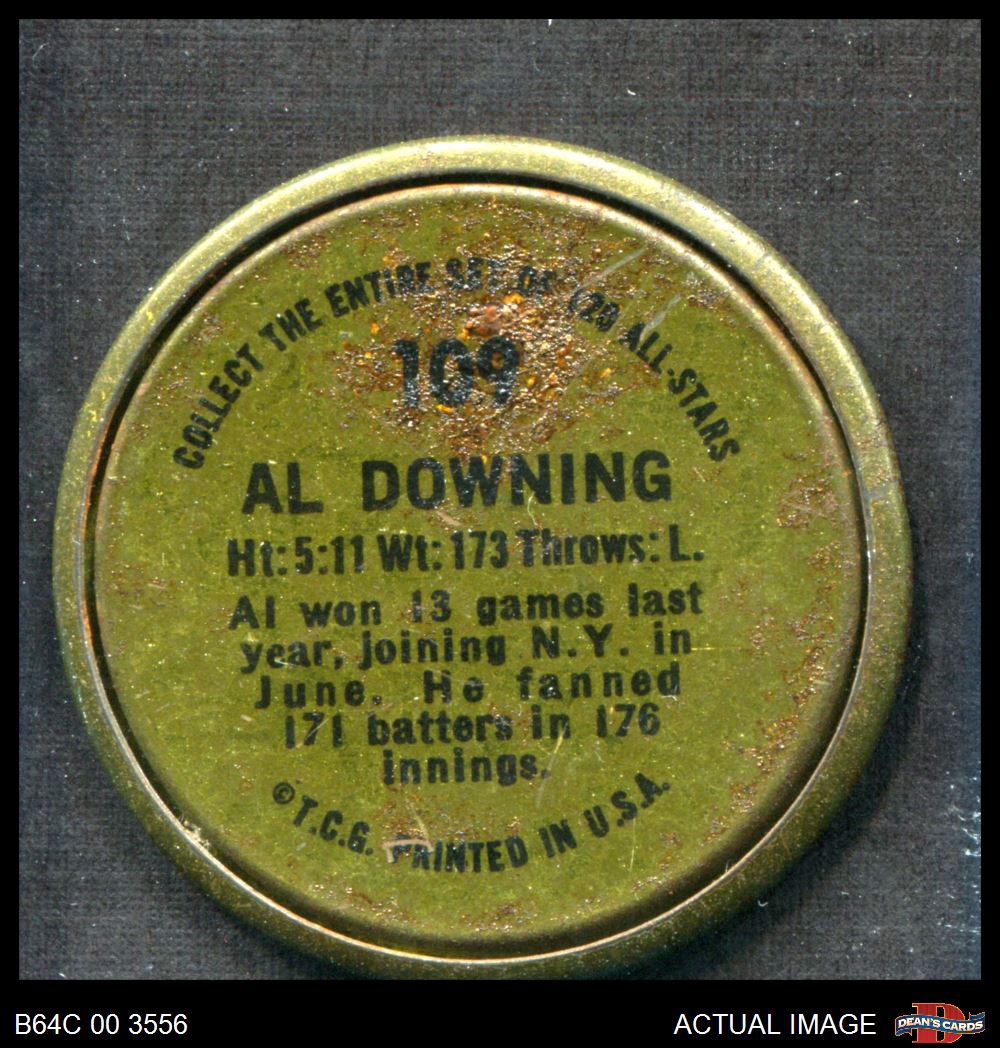 COLLECT THE ENTIRE SET OF 120 ALL-STARS
109
AL DOWNING
Ht: 5:11 Wt: 173 Throws: L.
Al won 13 games last
year, joining N.Y. in
June. He fanned
171 batters in 176
innings.
©T.C.G. PRINTED IN U.S.A.
B64C 00 3556
ACTUAL IMAGE
D
DEAN'S CARDS